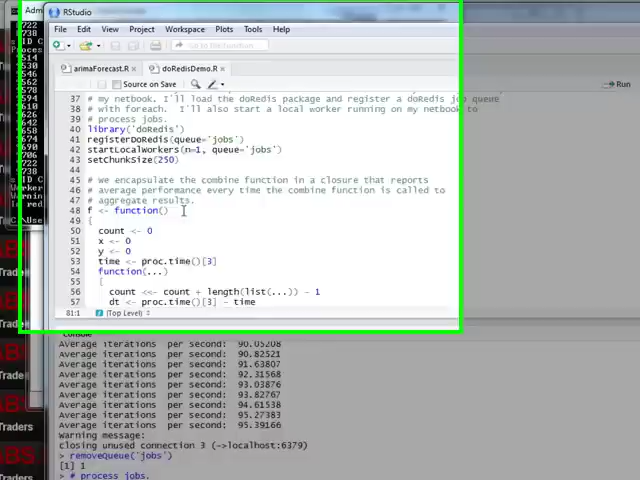 Adm
RStudio
File Edit View Project Workspace Plots Tools Help
Go to file/function
arimaForecast.R × doRedisDemo.R ×
Source on Save Run
37 # my netbook. I'll load the doRedis package and register a doRedis job queue
38 # with foreach. I'll also start a local worker running on my netbook to
39 # process jobs.
40 library('doRedis')
41 registerDoRedis(queue='jobs')
42 startLocalWorkers(n=1, queue='jobs')
43 setChunkSize(250)
44
45 # we encapsulate the combine function in a closure that reports
46 # average performance every time the combine function is called to
47 # aggregate results.
48 f <- function()
49 {
50 count <- 0
51 x <- 0
52 y <- 0
53 time <- proc.time()[3]
54 function(...)
55 {
56 count <<- count + length(list(...)) - 1
57 dt <- proc.time()[3] - time
81:1 (Top Level)
Console
Average iterations per second: 90.05208
Average iterations per second: 90.82521
Average iterations per second: 91.63807
Average iterations per second: 92.31568
Average iterations per second: 93.03876
Average iterations per second: 93.82767
Average iterations per second: 94.61538
Average iterations per second: 95.27383
Average iterations per second: 95.39166
Warning message:
closing unused connection 3 (->localhost:6379)
> removeQueue('jobs')
[1] 1
> # process jobs.
Traders
Traders